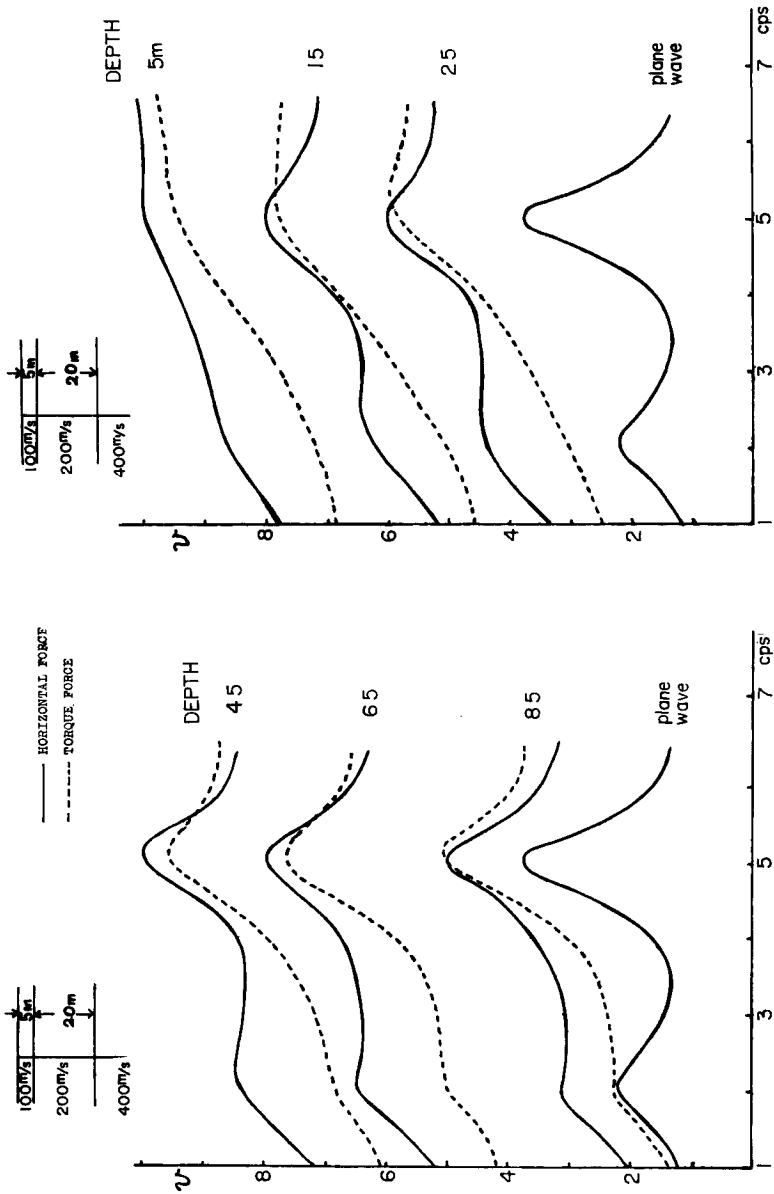 HORIZONTAL FORCE
TORQUE FORCE
5m
20m
100m/s
200m/s
400m/s
DEPTH
45
65
85
plane
wave
v
8
6
4
2
1
3
5
7
cps
5m
20m
100m/s
200m/s
400m/s
DEPTH
5m
15
25
plane
wave
v
8
6
4
2
1
3
5
7
cps